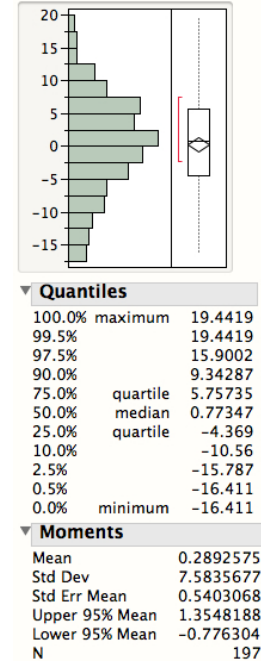 20
15
10
5
0
-5
-10
-15
Quantiles
100.0% maximum 19.4419
99.5% 19.4419
97.5% 15.9002
90.0% 9.34287
75.0% quartile 5.75735
50.0% median 0.77347
25.0% quartile -4.369
10.0% -10.56
2.5% -15.787
0.5% -16.411
0.0% minimum -16.411
Moments
Mean 0.2892575
Std Dev 7.5835677
Std Err Mean 0.5403068
Upper 95% Mean 1.3548188
Lower 95% Mean -0.776304
N 197